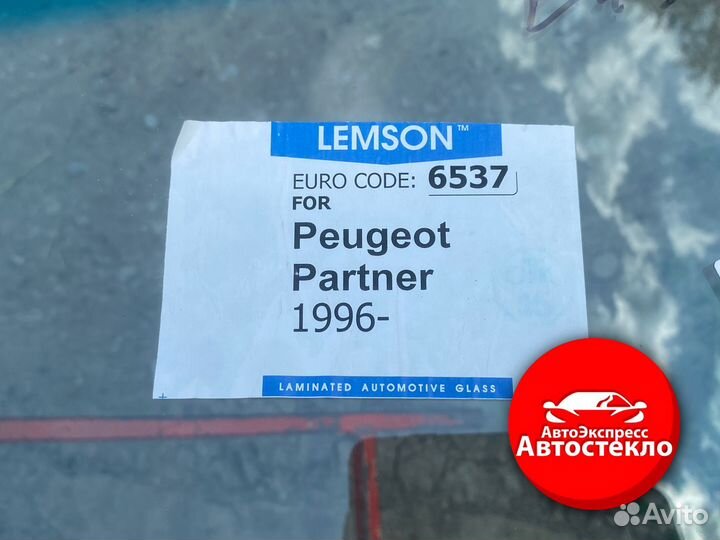 LEMSON™
EURO CODE: 6537
FOR
Peugeot
Partner
1996-
LAMINATED AUTOMOTIVE GLASS
АвтоЭкспресс
Автостекло
Avito